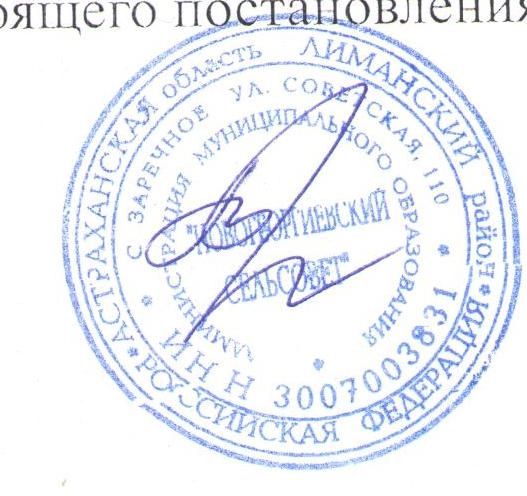 оящего постановления
АСТРАХАНСКАЯ область ЛИМАНСКИЙ район
РОССИЙСКАЯ ФЕДЕРАЦИЯ
С. ЗАРЕЧНОЕ УЛ. СОВЕТСКАЯ, 110
ИНН 3007003831
АДМИНИСТРАЦИЯ МУНИЦИПАЛЬНОГО ОБРАЗОВАНИЯ
"НОВОГЕОРГИЕВСКИЙ
СЕЛЬСОВЕТ"